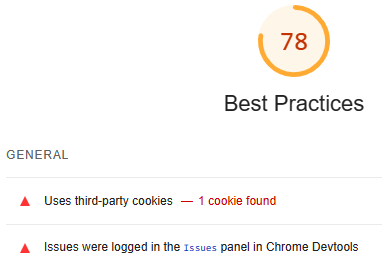 78
Best Practices
GENERAL
Uses third-party cookies — 1 cookie found
Issues were logged in the Issues panel in Chrome Devtools